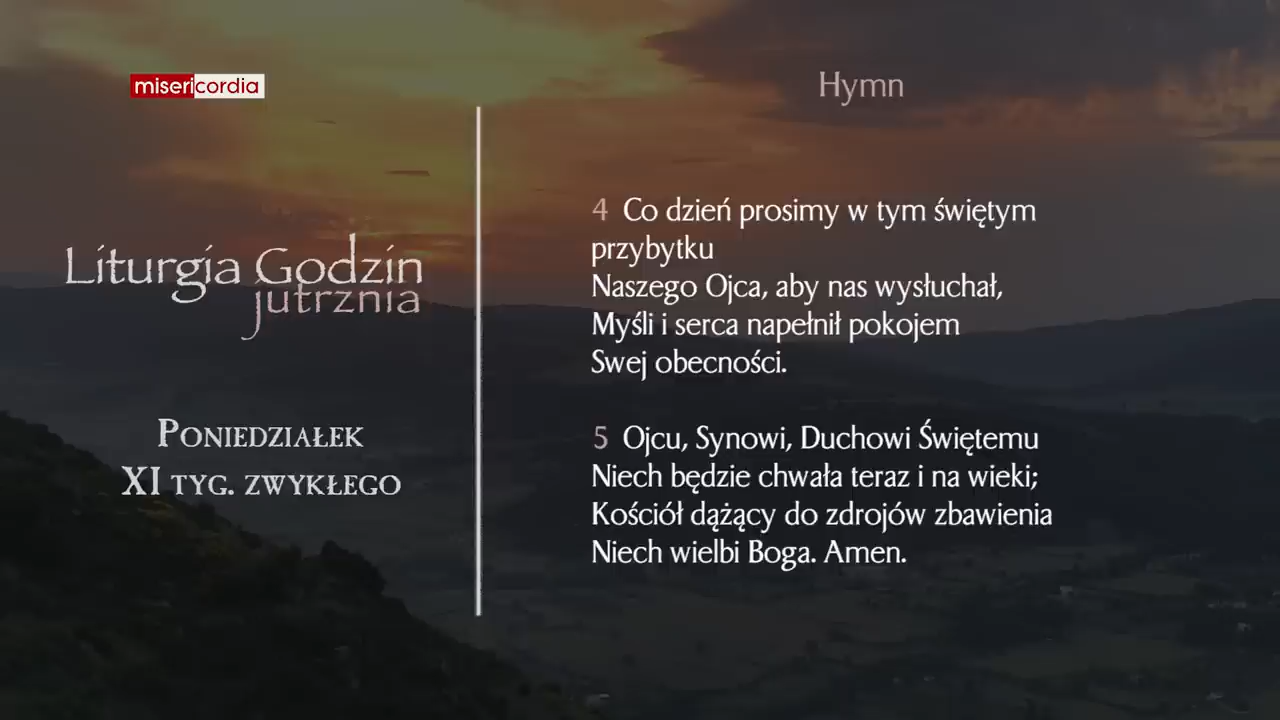 misericordia
Liturgia Godzin
jutrznia
Poniedziałek
XI tyg. zwykłego
Hymn
4 Co dzień prosimy w tym świętym
przybytku
Naszego Ojca, aby nas wysłuchał,
Myśli i serca napełnił pokojem
Swej obecności.
5 Ojcu, Synowi, Duchowi Świętemu
Niech będzie chwała teraz i na wieki;
Kościół dążący do zdrojów zbawienia
Niech wielbi Boga. Amen.